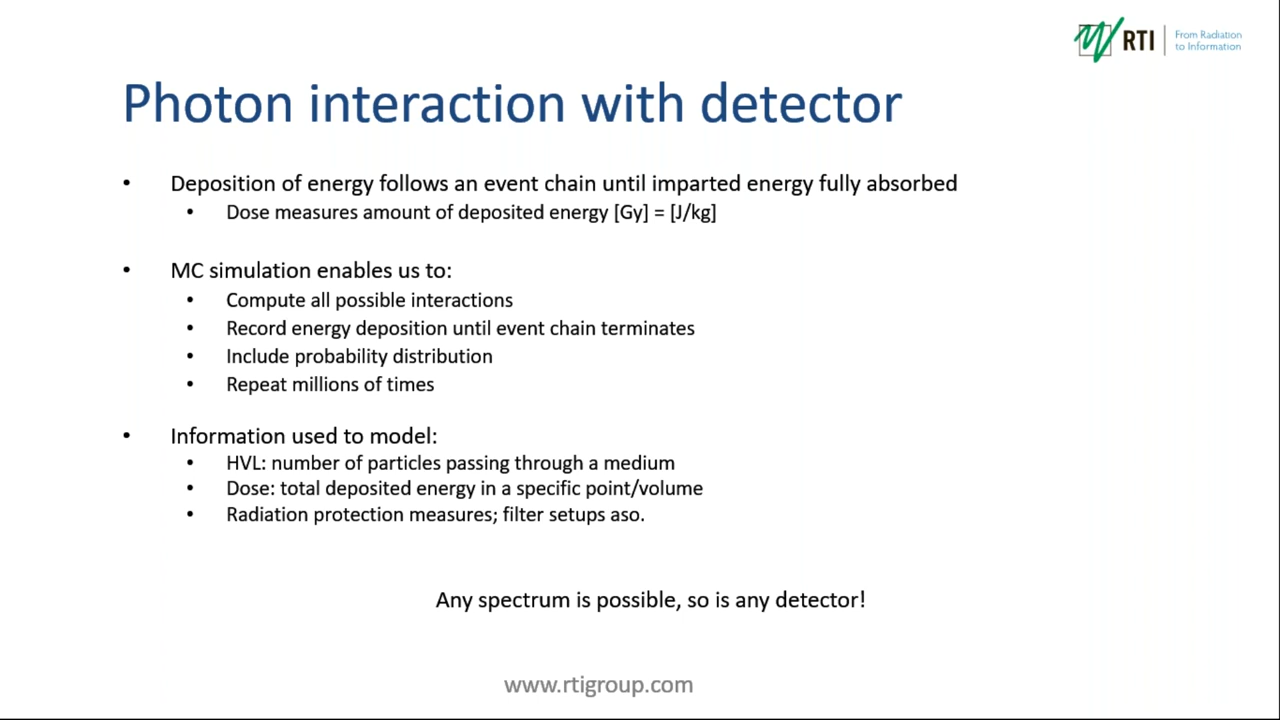 RTI
From Radiation
to Information
Photon interaction with detector
• Deposition of energy follows an event chain until imparted energy fully absorbed
• Dose measures amount of deposited energy [Gy] = [J/kg]
• MC simulation enables us to:
• Compute all possible interactions
• Record energy deposition until event chain terminates
• Include probability distribution
• Repeat millions of times
• Information used to model:
• HVL: number of particles passing through a medium
• Dose: total deposited energy in a specific point/volume
• Radiation protection measures; filter setups aso.
Any spectrum is possible, so is any detector!
www.rtigroup.com